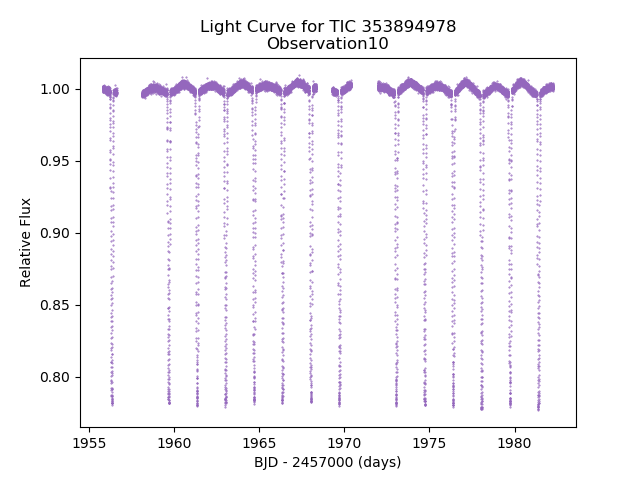 Light Curve for TIC 353894978
Observation10
Relative Flux
1.00
0.95
0.90
0.85
0.80
1955
1960
1965
1970
1975
1980
BJD - 2457000 (days)